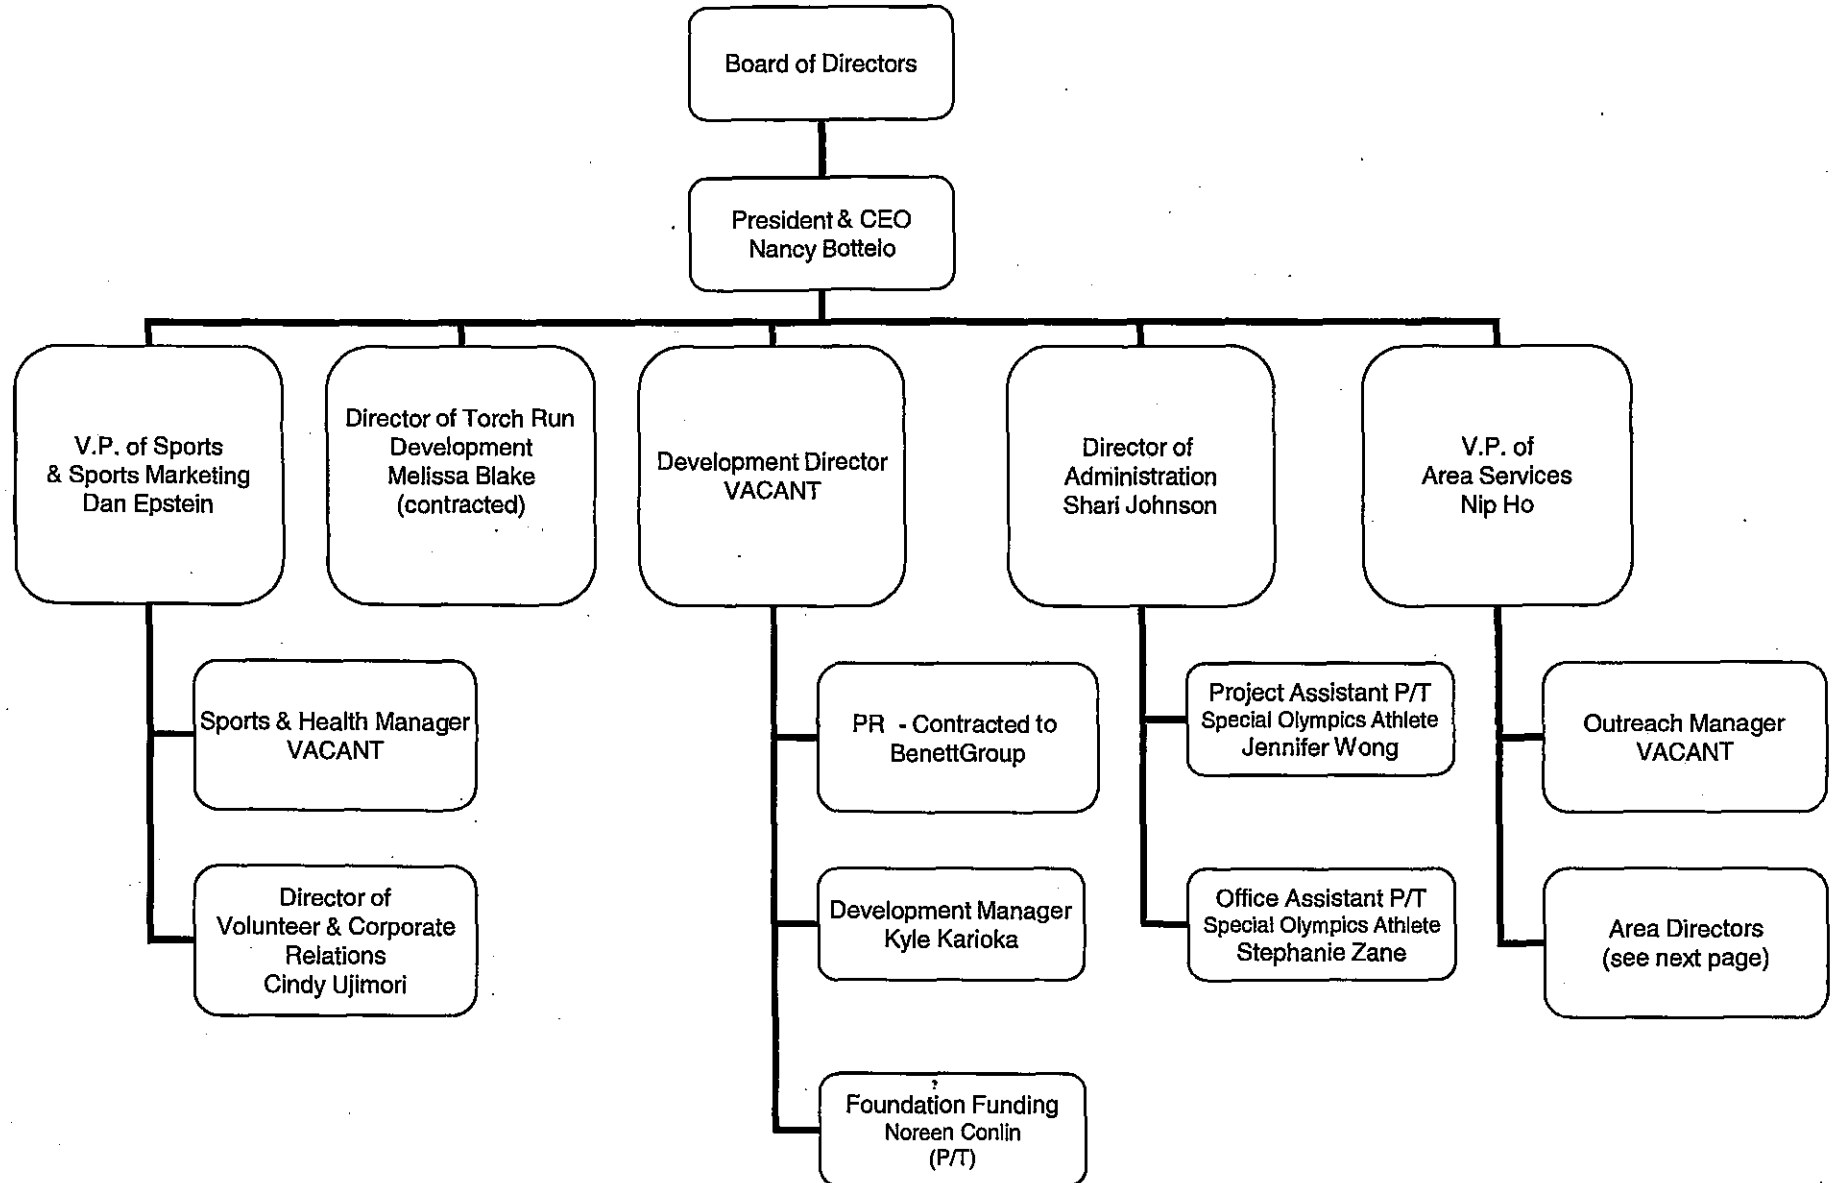 Board of Directors
President & CEO
Nancy Bottelo
V.P. of Sports
& Sports Marketing
Dan Epstein
Director of Torch Run
Development
Melissa Blake
(contracted)
Development Director
VACANT
Director of
Administration
Shari Johnson
V.P. of
Area Services
Nip Ho
Sports & Health Manager
VACANT
Director of
Volunteer & Corporate
Relations
Cindy Ujimori
PR - Contracted to
BenettGroup
Development Manager
Kyle Karioka
Foundation Funding
Noreen Conlin
(P/T)
Project Assistant P/T
Special Olympics Athlete
Jennifer Wong
Office Assistant P/T
Special Olympics Athlete
Stephanie Zane
Outreach Manager
VACANT
Area Directors
(see next page)